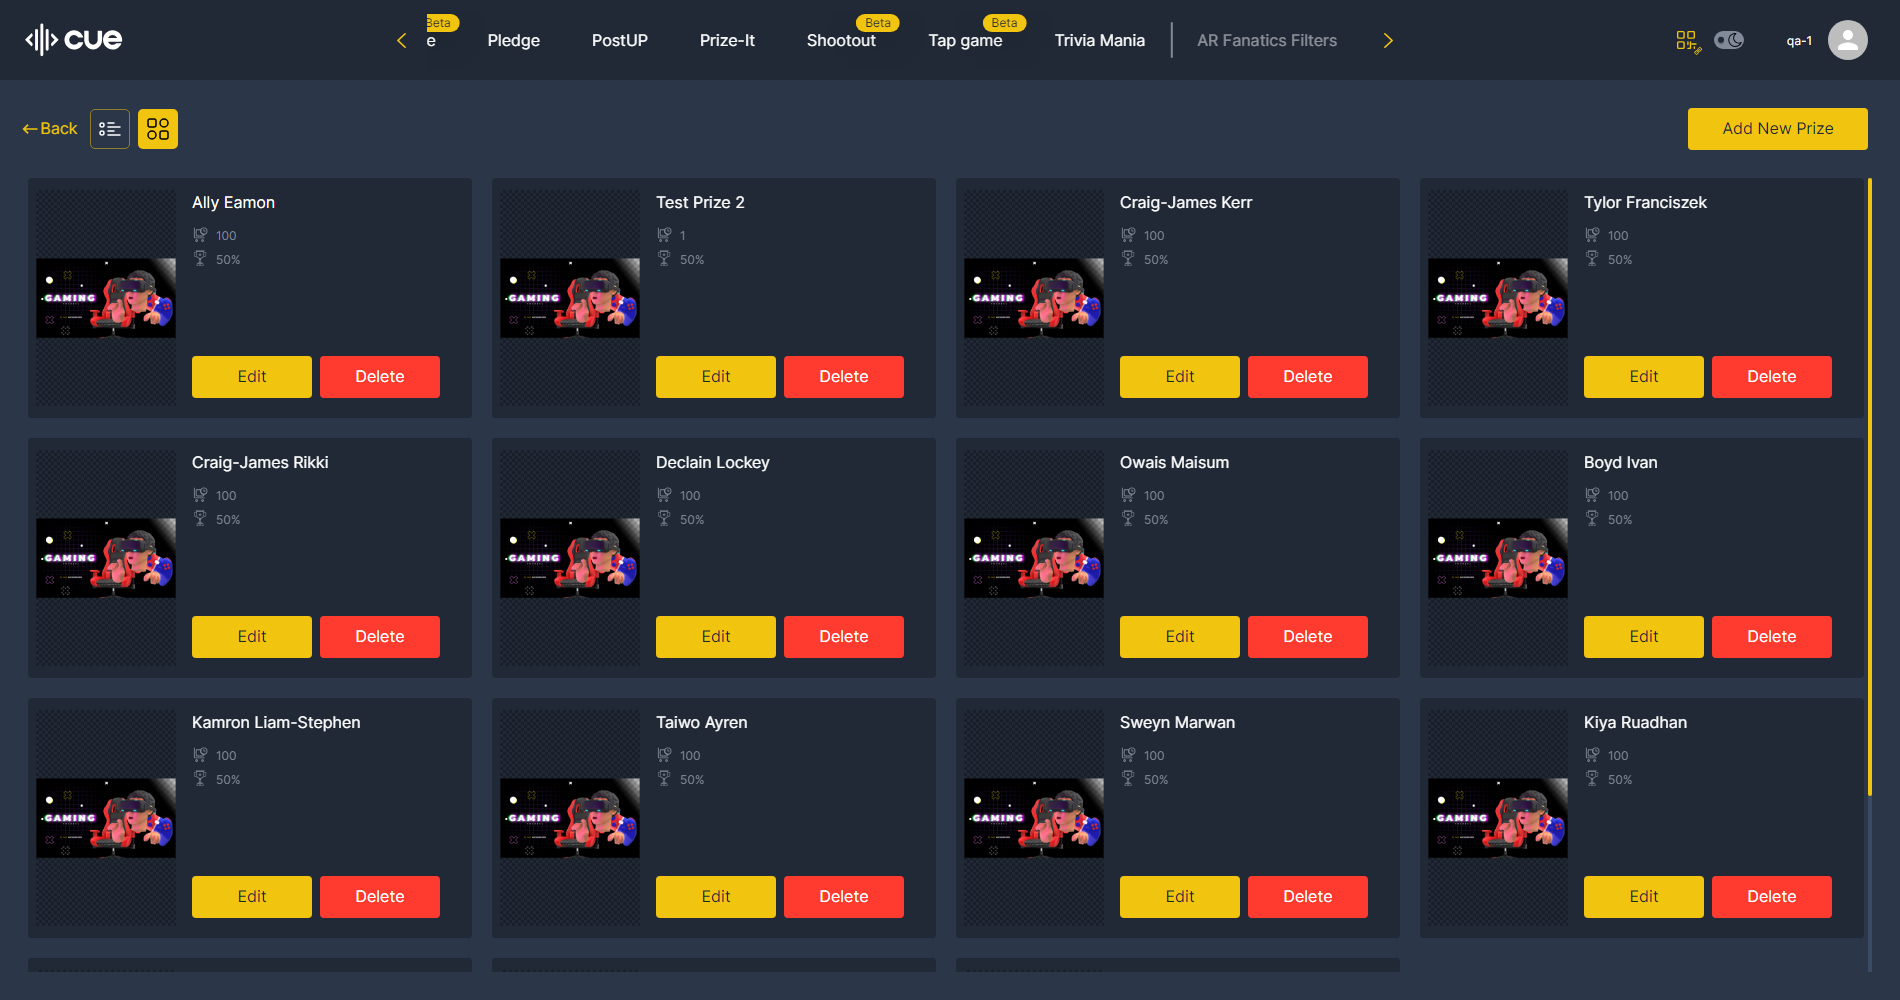 cue
e
Beta
Pledge
PostUP
Prize-It
Shootout
Beta
Tap game
Beta
Trivia Mania
AR Fanatics Filters
qa-1
Back
Add New Prize
Ally Eamon
100
50%
GAMING
Edit
Delete
Test Prize 2
1
50%
GAMING
Edit
Delete
Craig-James Kerr
100
50%
GAMING
Edit
Delete
Tylor Franciszek
100
50%
GAMING
Edit
Delete
Craig-James Rikki
100
50%
GAMING
Edit
Delete
Declain Lockey
100
50%
GAMING
Edit
Delete
Owais Maisum
100
50%
GAMING
Edit
Delete
Boyd Ivan
100
50%
GAMING
Edit
Delete
Kamron Liam-Stephen
100
50%
GAMING
Edit
Delete
Taiwo Ayren
100
50%
GAMING
Edit
Delete
Sweyn Marwan
100
50%
GAMING
Edit
Delete
Kiya Ruadhan
100
50%
GAMING
Edit
Delete